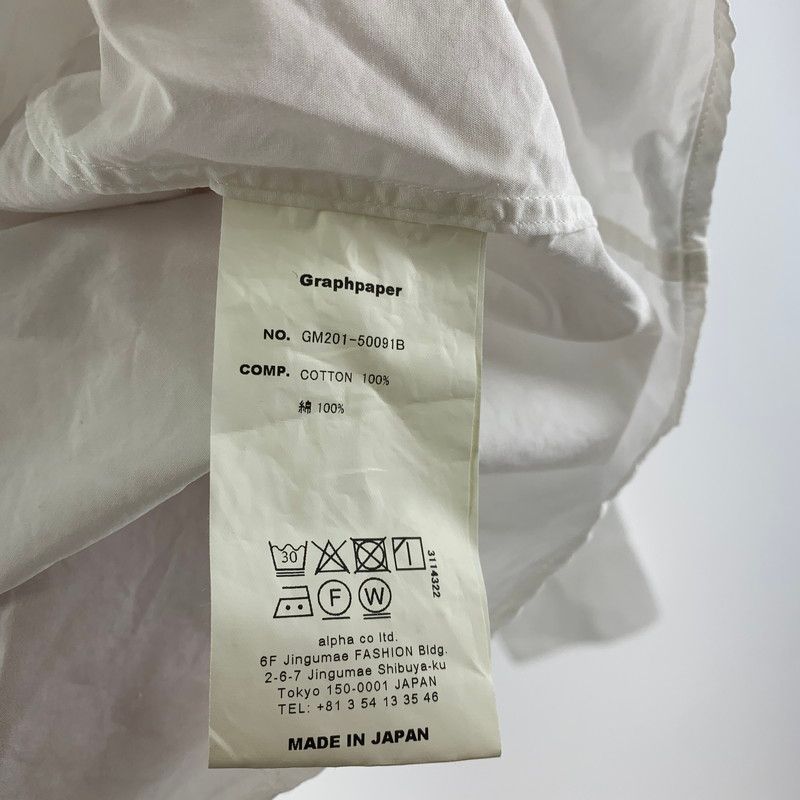 Graphpaper
NO. GM201-50091B
COMP. COTTON 100%
綿 100%
30
3114322
F W
alpha co ltd.
6F Jingumae FASHION Bldg.
2-6-7 Jingumae Shibuya-ku
Tokyo 150-0001 JAPAN
TEL: +81 3 54 13 35 46
MADE IN JAPAN